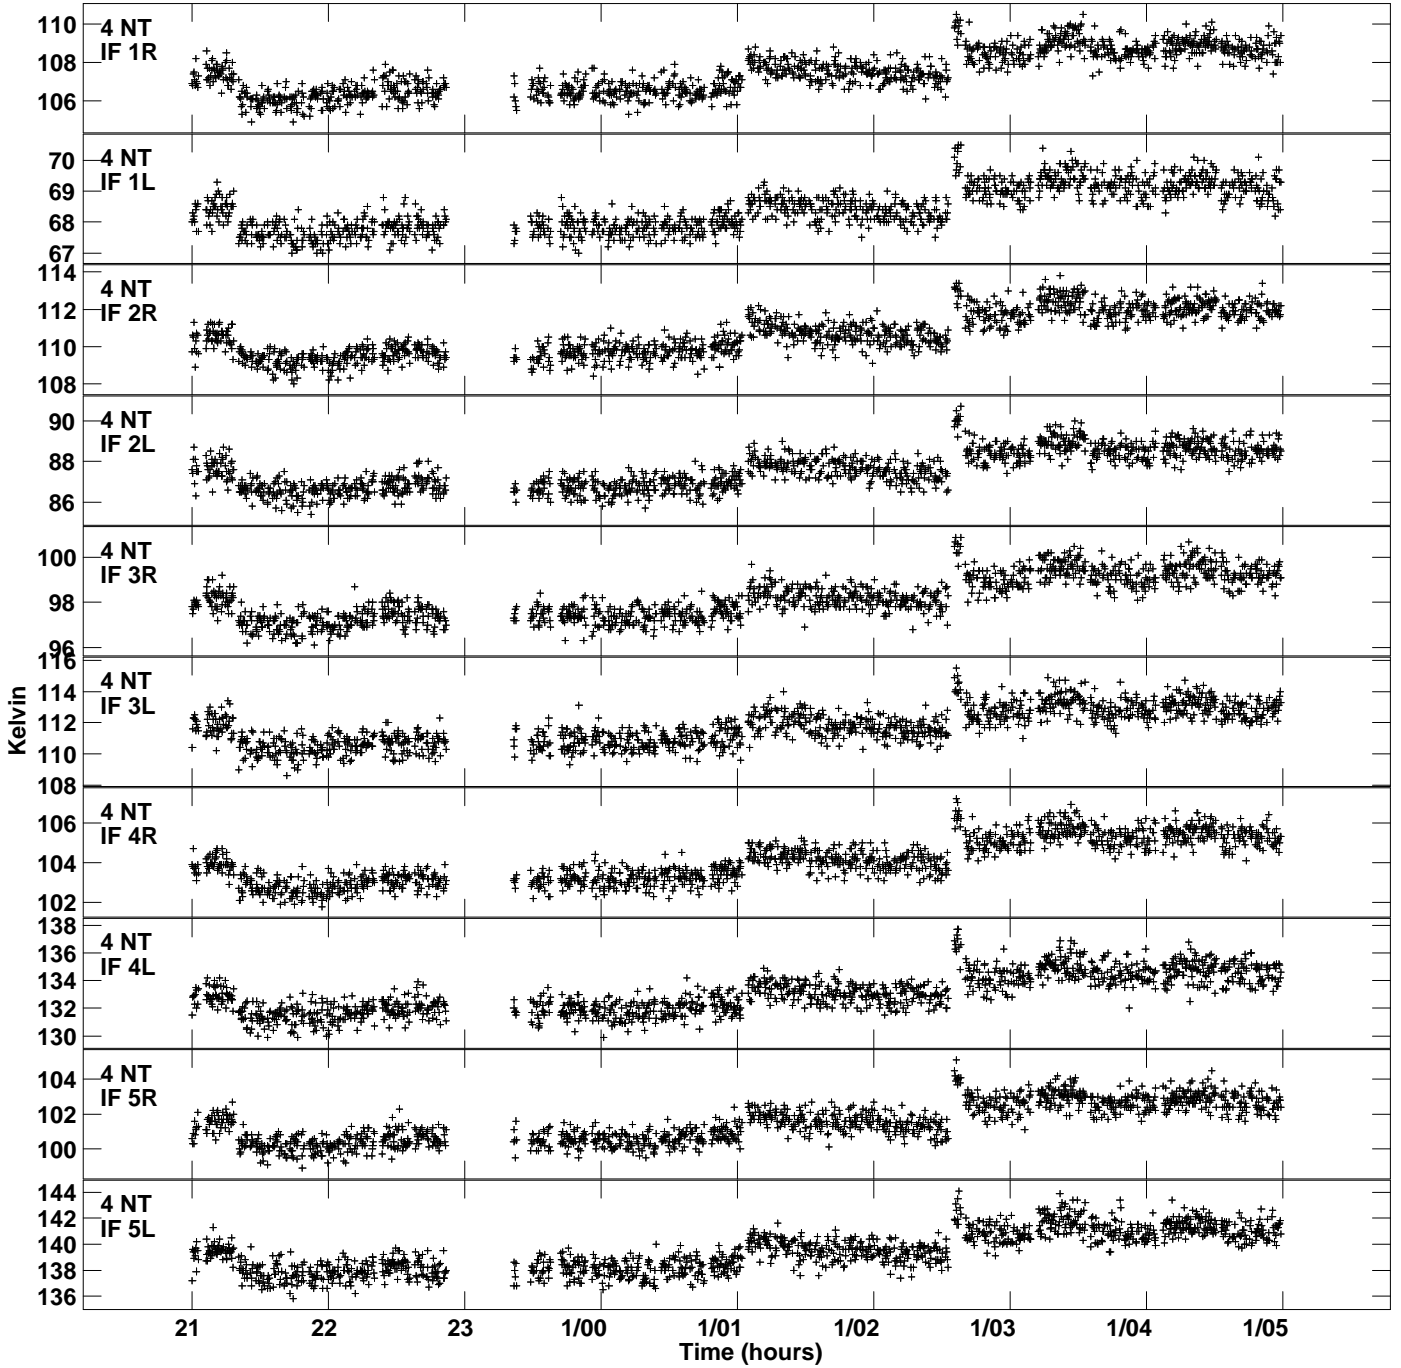 4 NT
IF 1R
110
108
106
4 NT
IF 1L
70
69
68
67
4 NT
IF 2R
114
112
110
108
4 NT
IF 2L
90
88
86
4 NT
IF 3R
100
98
96
4 NT
IF 3L
116
114
112
110
108
4 NT
IF 4R
106
104
102
4 NT
IF 4L
138
136
134
132
130
4 NT
IF 5R
104
102
100
4 NT
IF 5L
144
142
140
138
136
Kelvin
21 22 23 1/00 1/01 1/02 1/03 1/04 1/05
Time (hours)